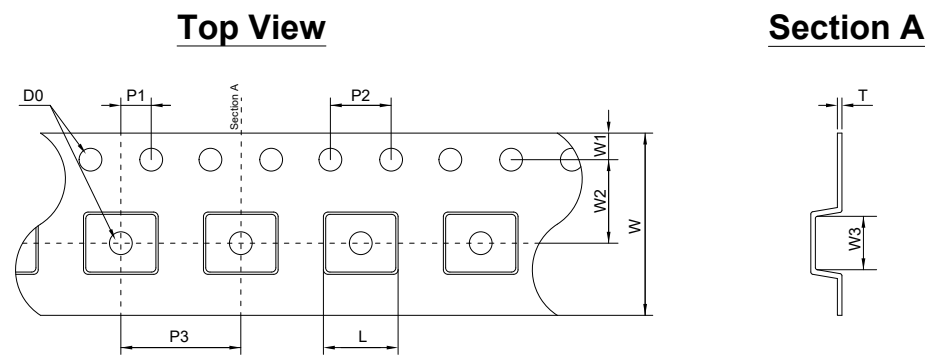 Top View
Section A
D0
P1
Section A
P2
W1
W2
W
P3
L
T
W3